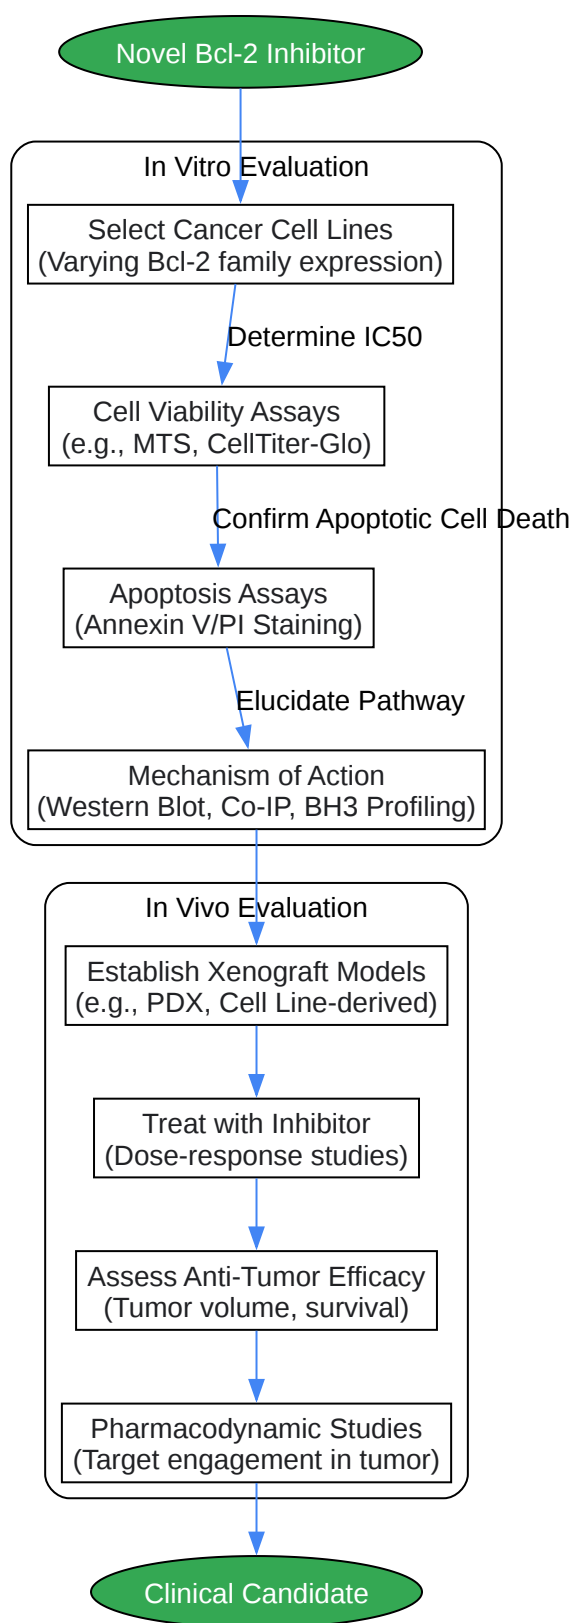 Novel Bcl-2 Inhibitor
In Vitro Evaluation
Select Cancer Cell Lines
(Varying Bcl-2 family expression)
Determine IC50
Cell Viability Assays
(e.g., MTS, CellTiter-Glo)
Confirm Apoptotic Cell Death
Apoptosis Assays
(Annexin V/PI Staining)
Elucidate Pathway
Mechanism of Action
(Western Blot, Co-IP, BH3 Profiling)
In Vivo Evaluation
Establish Xenograft Models
(e.g., PDX, Cell Line-derived)
Treat with Inhibitor
(Dose-response studies)
Assess Anti-Tumor Efficacy
(Tumor volume, survival)
Pharmacodynamic Studies
(Target engagement in tumor)
Clinical Candidate